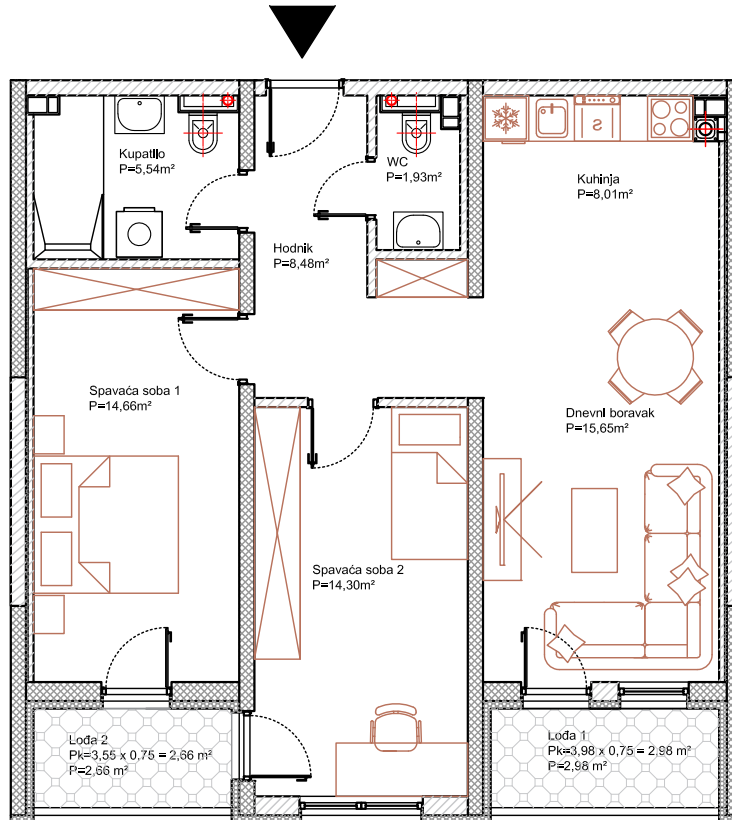 Kupatilo
P=5,54m²
WC
P=1,93m²
Kuhinja
P=8,01m²
S
Hodnik
P=8,48m²
Spavaća soba 1
P=14,66m²
Dnevni boravak
P=15,65m²
Spavaća soba 2
P=14,30m²
Lođa 2
Pk=3,55 x 0,75 = 2,66 m²
P=2,66 m²
Lođa 1
Pk=3,98 x 0,75 = 2,98 m²
P=2,98 m²